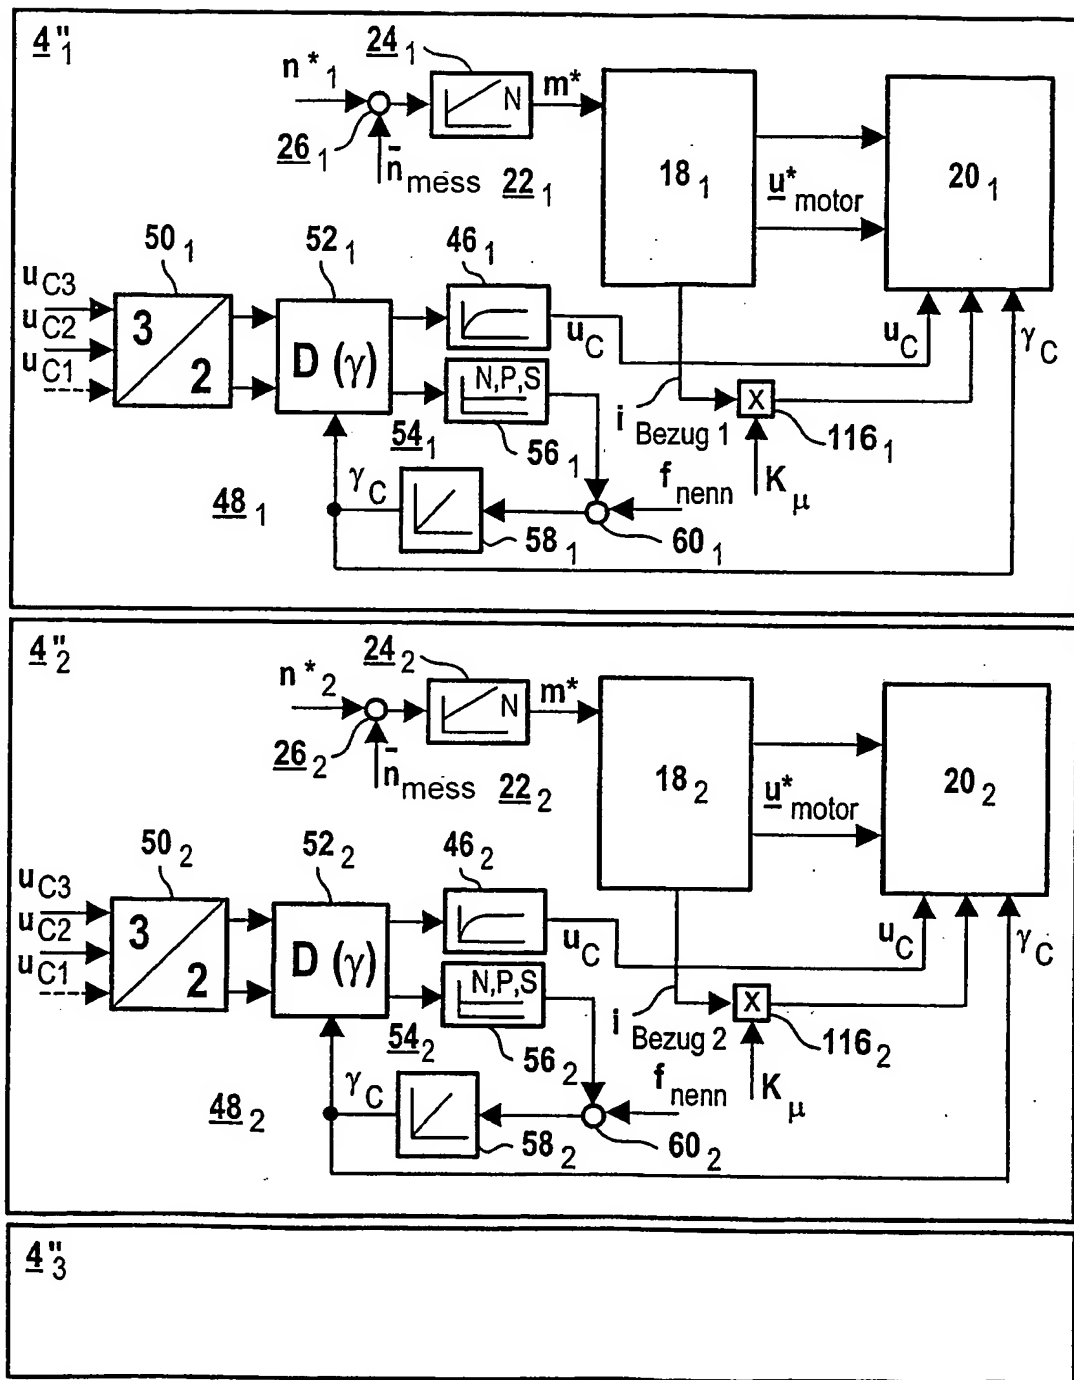 4"1
24 1
n*1
N
m*
26 1
n̄mess
22 1
18 1
u*motor
20 1
50 1
52 1
46 1
uC3
uC2
uC1
3
2
D (γ)
uC
uC
γC
N,P,S
54 1
56 1
i Bezug 1
X
116 1
Kμ
fnenn
γC
48 1
58 1
60 1
4"2
24 2
n*2
N
m*
26 2
n̄mess
22 2
18 2
u*motor
20 2
50 2
52 2
46 2
uC3
uC2
uC1
3
2
D (γ)
uC
uC
γC
N,P,S
54 2
56 2
i Bezug 2
X
116 2
Kμ
fnenn
γC
48 2
58 2
60 2
4"3